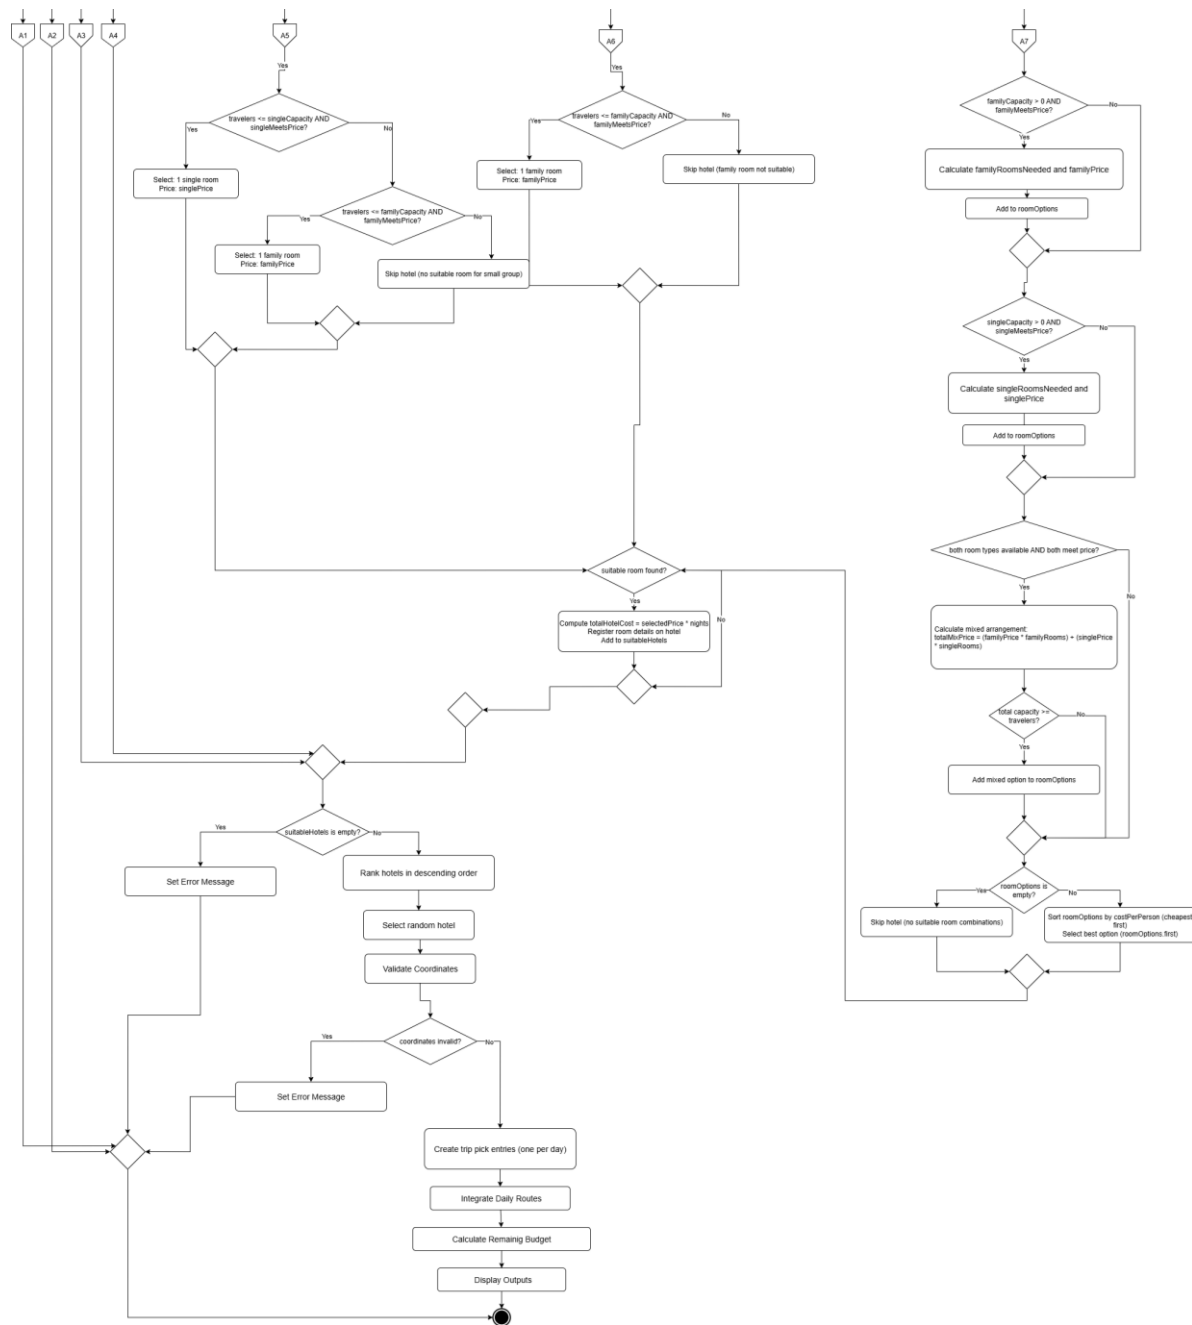 A1
A2
A3
A4
A5
A6
A7
Yes
travelers <= singleCapacity AND
singleMeetsPrice?
Yes
No
Select: 1 single room
Price: singlePrice
travelers <= familyCapacity AND
familyMeetsPrice?
Yes
No
Select: 1 family room
Price: familyPrice
Skip hotel (no suitable room for small group)
Yes
travelers <= familyCapacity AND
familyMeetsPrice?
Yes
No
Select: 1 family room
Price: familyPrice
Skip hotel (family room not suitable)
familyCapacity > 0 AND
familyMeetsPrice?
No
Yes
Calculate familyRoomsNeeded and familyPrice
Add to roomOptions
singleCapacity > 0 AND
singleMeetsPrice?
No
Yes
Calculate singleRoomsNeeded and
singlePrice
Add to roomOptions
both room types available AND both meet price?
Yes
No
Calculate mixed arrangement:
totalMixPrice = (familyPrice * familyRooms) + (singlePrice
* singleRooms)
total capacity >=
travelers?
No
Yes
Add mixed option to roomOptions
roomOptions is
empty?
Yes
No
Skip hotel (no suitable room combinations)
Sort roomOptions by costPerPerson (cheapest
first)
Select best option (roomOptions.first)
suitable room found?
Yes
No
Compute totalHotelCost = selectedPrice * nights
Register room details on hotel
Add to suitableHotels
suitableHotels is empty?
Yes
No
Set Error Message
Rank hotels in descending order
Select random hotel
Validate Coordinates
coordinates invalid?
Yes
No
Set Error Message
Create trip pick entries (one per day)
Integrate Daily Routes
Calculate Remainig Budget
Display Outputs